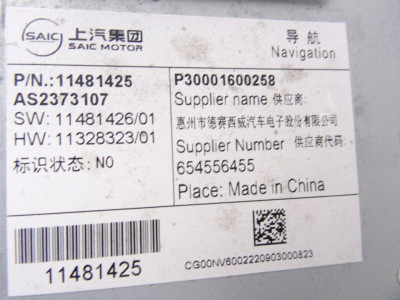 SAIC 上汽集团
SAIC MOTOR
导航
Navigation
P/N.:11481425
AS2373107
SW: 11481426/01
HW: 11328323/01
标识状态: N0
P30001600258
Supplier name 供应商:
惠州市德赛西威汽车电子股份有限公司
Supplier Number 供应商代码:
654556455
Place: Made in China
11481425
CG00NV6002220903000823